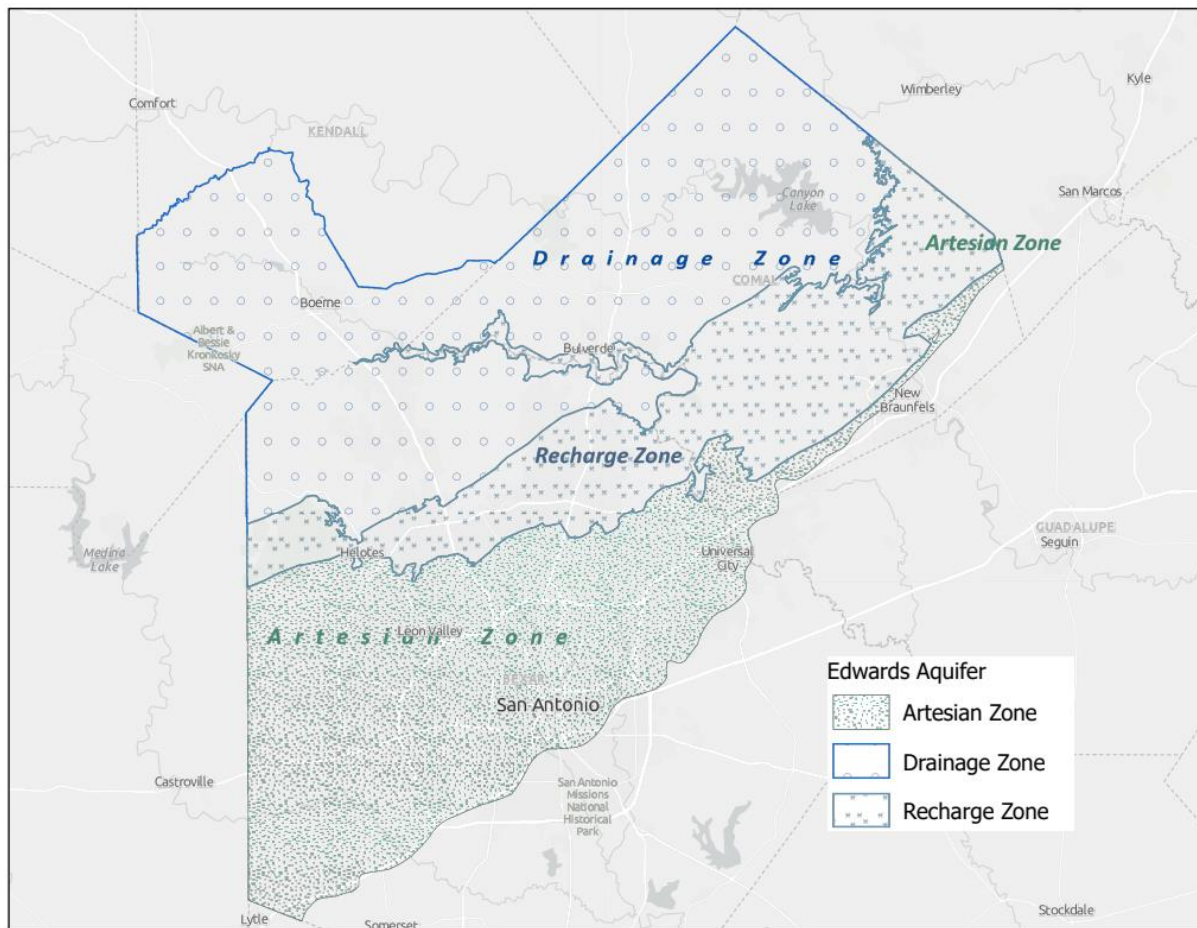 Wimberley
Kyle
Comfort
KENDALL
San Marcos
Canyon
Lake
Artesian Zone
Drainage Zone
COMAL
Boerne
Albert &
Bessie
Kronkosky
SNA
Bulverde
New
Braunfels
Recharge Zone
GUADALUPE
Seguin
Medina
Lake
Helotes
Universal
City
Artesian Zone
Leon Valley
BEXAR
San Antonio
Edwards Aquifer
Artesian Zone
Drainage Zone
Recharge Zone
Castroville
San Antonio
Missions
National
Historical
Park
Lytle
Somerset
Stockdale